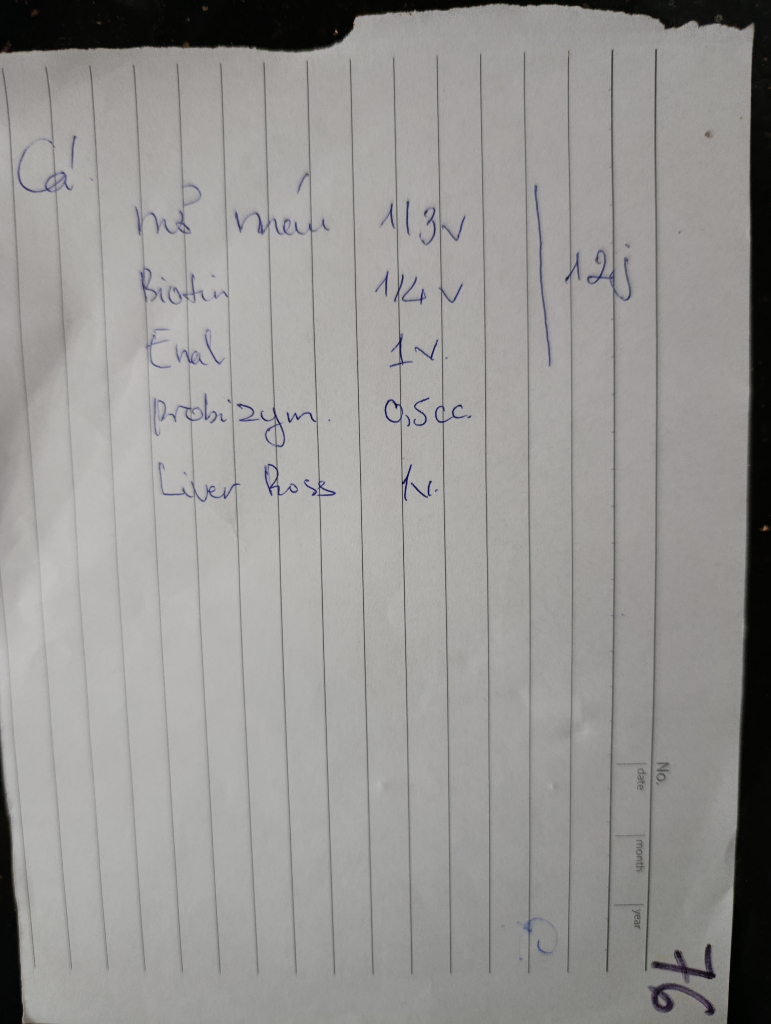 Cá
mỡ máu 1/3v
Biotin 1/4 v
12j
Enal 1v.
probizym. 0,5cc.
Liver Ross 1v.
No.
date month year
76